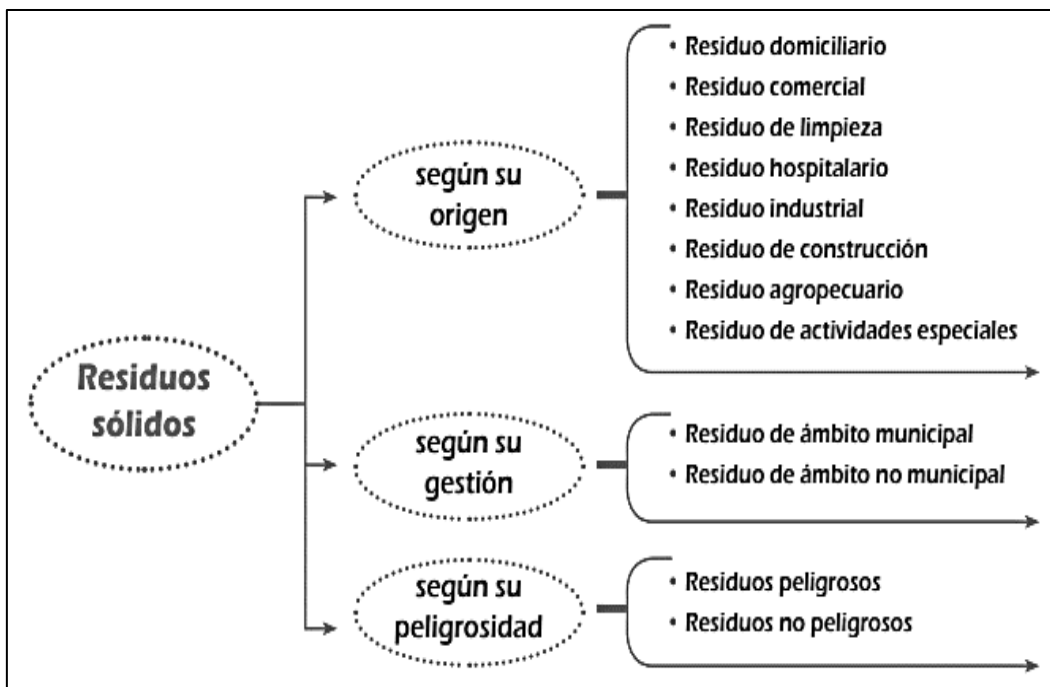 Residuos
sólidos
según su
origen
• Residuo domiciliario
• Residuo comercial
• Residuo de limpieza
• Residuo hospitalario
• Residuo industrial
• Residuo de construcción
• Residuo agropecuario
• Residuo de actividades especiales
según su
gestión
• Residuo de ámbito municipal
• Residuo de ámbito no municipal
según su
peligrosidad
• Residuos peligrosos
• Residuos no peligrosos